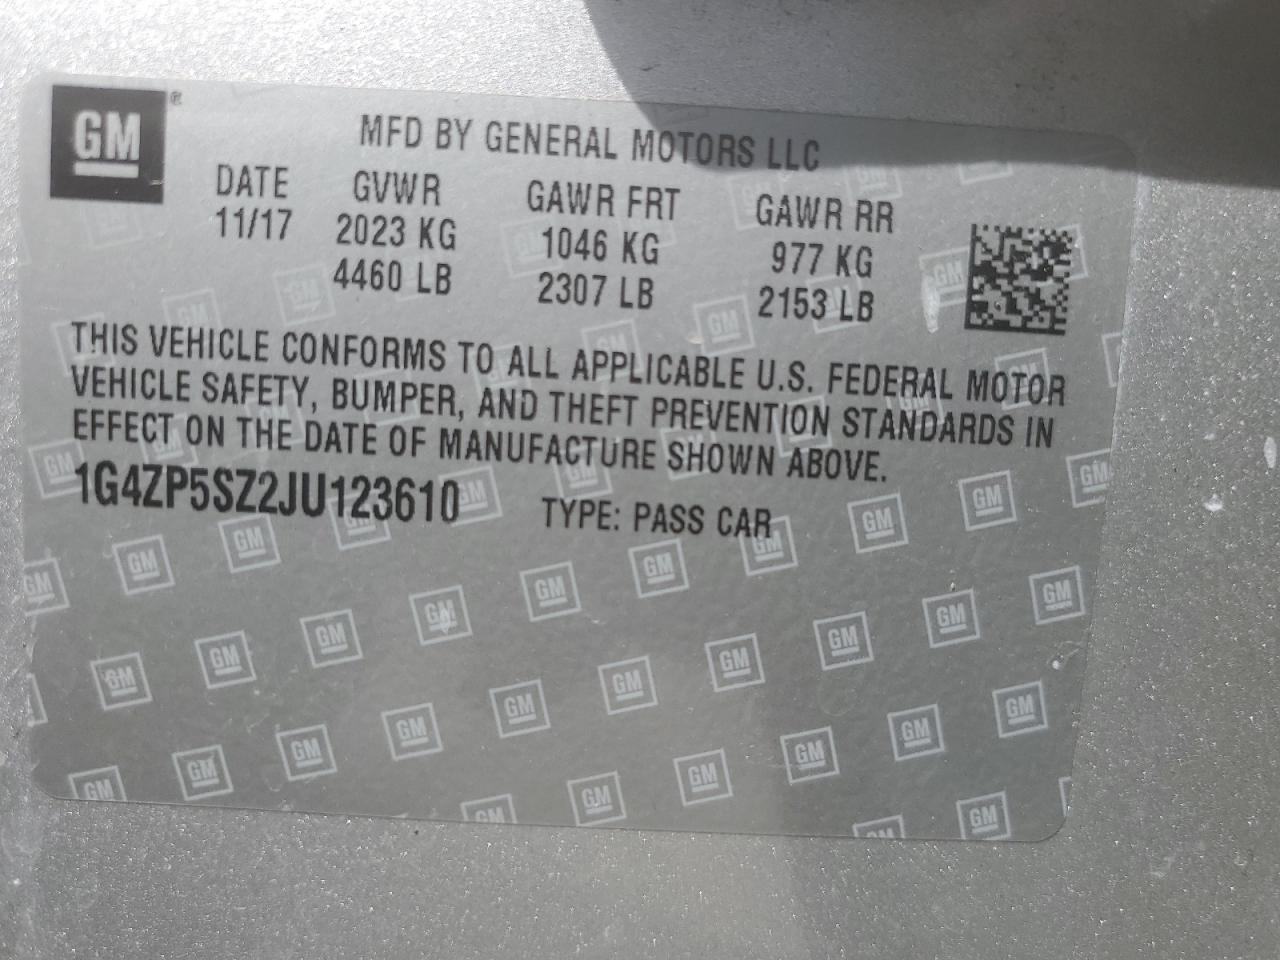 GM
MFD BY GENERAL MOTORS LLC
DATE GVWR GAWR FRT GAWR RR
11/17 2023 KG 1046 KG 977 KG
4460 LB 2307 LB 2153 LB
THIS VEHICLE CONFORMS TO ALL APPLICABLE U.S. FEDERAL MOTOR
VEHICLE SAFETY, BUMPER, AND THEFT PREVENTION STANDARDS IN
EFFECT ON THE DATE OF MANUFACTURE SHOWN ABOVE.
1G4ZP5SZ2JU123610 TYPE: PASS CAR